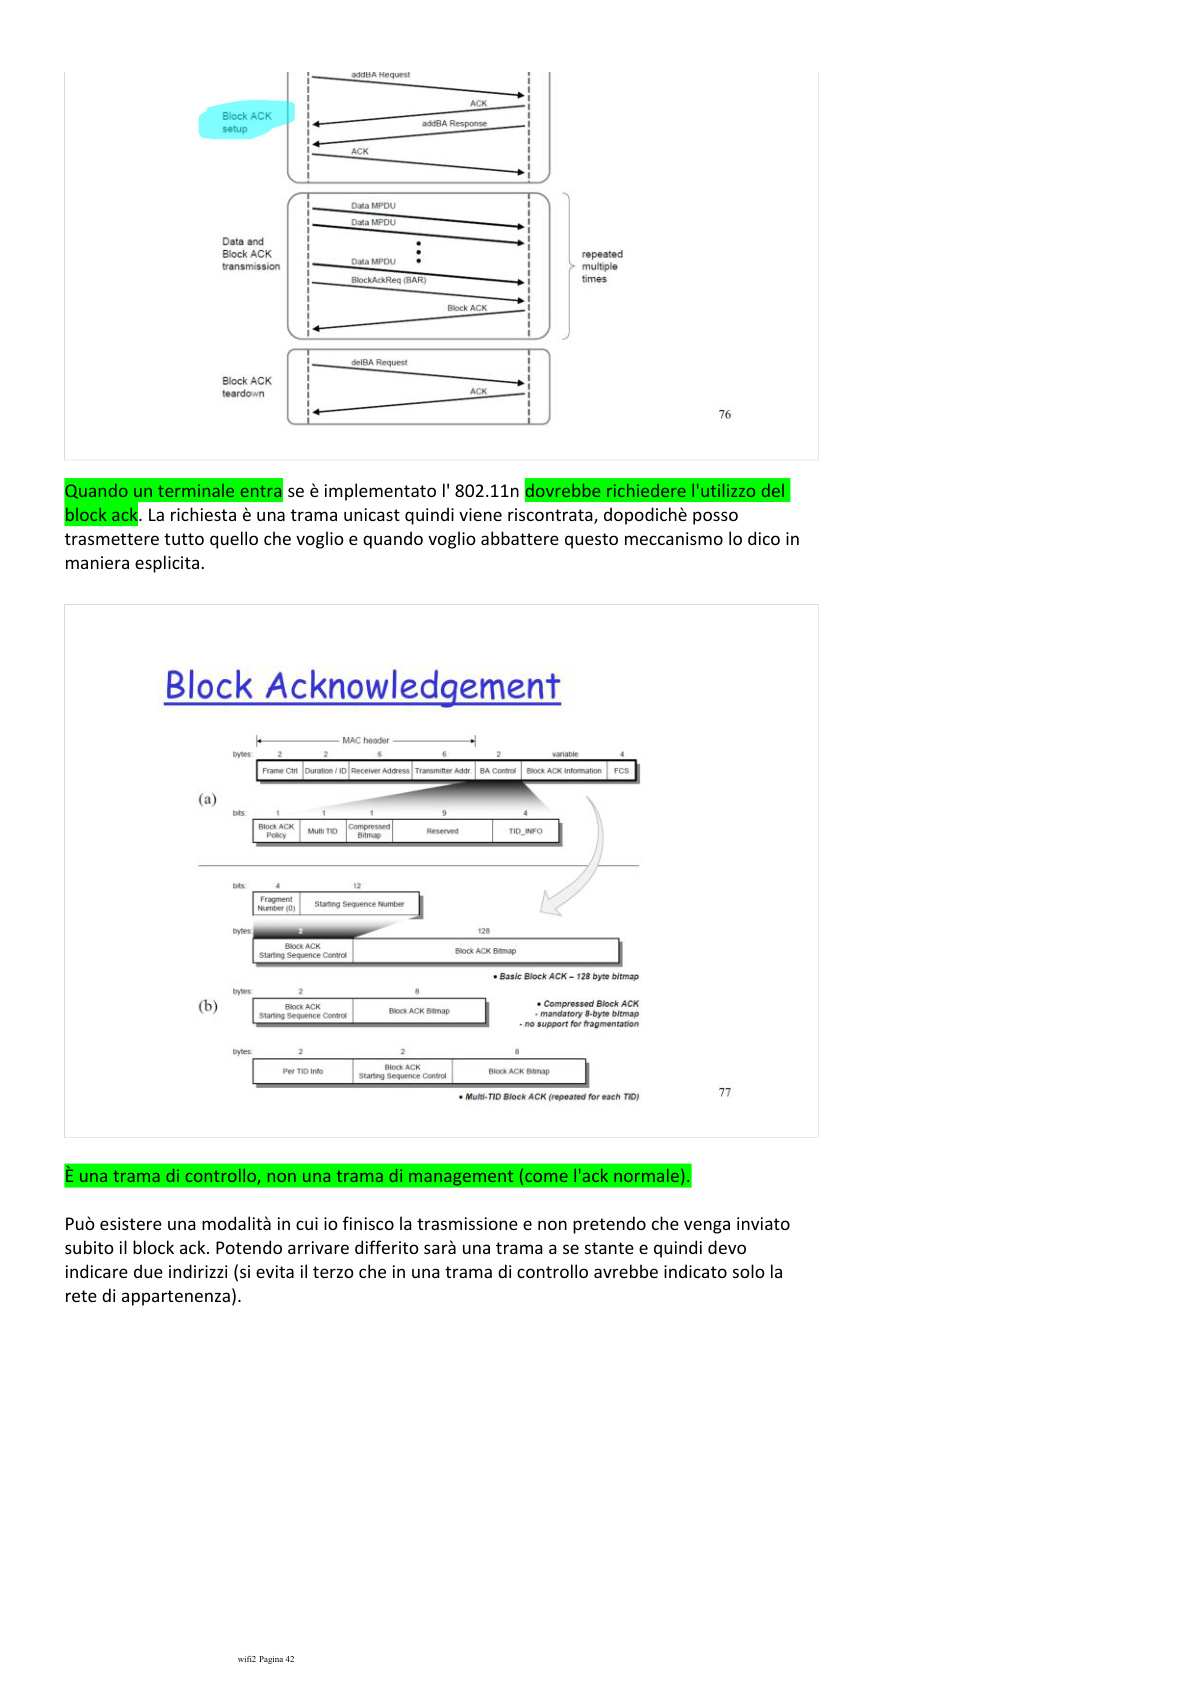 addBA Request
ACK
Block ACK
setup
addBA Response
ACK
Data MPDU
Data MPDU
Data and
Block ACK
transmission
repeated
multiple
times
Data MPDU
BlockAckReq (BAR)
Block ACK
delBA Request
Block ACK
teardown
ACK
76
Quando un terminale entra se è implementato l' 802.11n dovrebbe richiedere l'utilizzo del
block ack. La richiesta è una trama unicast quindi viene riscontrata, dopodichè posso
trasmettere tutto quello che voglio e quando voglio abbattere questo meccanismo lo dico in
maniera esplicita.
Block Acknowledgement
MAC header
bytes: 2 2 6 6 2 variable 4
Frame Ctrl Duration / ID Receiver Address Transmitter Addr BA Control Block ACK Information FCS
(a)
bits: 1 1 1 9 4
Block ACK Policy Multi TID Compressed Bitmap Reserved TID_INFO
bits: 4 12
Fragment Number (0) Starting Sequence Number
bytes: 2 128
Block ACK Starting Sequence Control Block ACK Bitmap
• Basic Block ACK – 128 byte bitmap
bytes: 2 8
(b)
Block ACK Starting Sequence Control Block ACK Bitmap
• Compressed Block ACK
- mandatory 8-byte bitmap
- no support for fragmentation
bytes: 2 2 8
Per TID Info Block ACK Starting Sequence Control Block ACK Bitmap
• Multi-TID Block ACK (repeated for each TID)
77
È una trama di controllo, non una trama di management (come l'ack normale).
Può esistere una modalità in cui io finisco la trasmissione e non pretendo che venga inviato
subito il block ack. Potendo arrivare differito sarà una trama a se stante e quindi devo
indicare due indirizzi (si evita il terzo che in una trama di controllo avrebbe indicato solo la
rete di appartenenza).
wifi2 Pagina 42